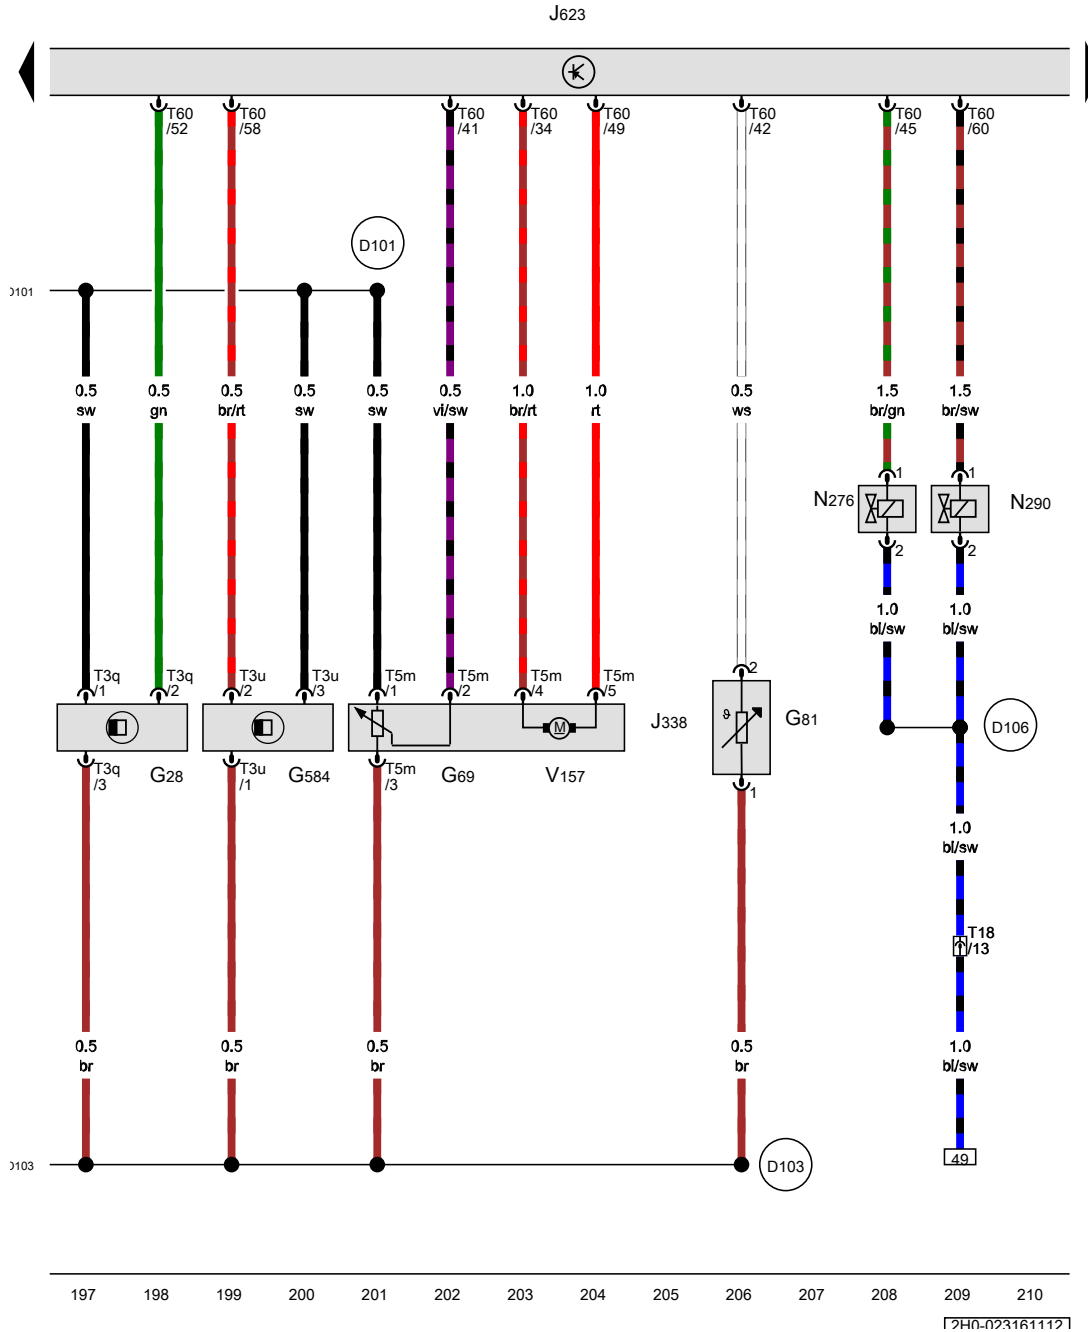 J623
T60 T60 T60 T60 T60 T60 T60 T60
/52 /58 /41 /34 /49 /42 /45 /60
D101
D101
0.5 0.5 0.5 0.5 0.5 0.5 1.0 1.0 0.5 1.5 1.5
sw gn br/rt sw sw vi/sw br/rt rt ws br/gn br/sw
1 1
N276 N290
2 2
1.0 1.0
bl/sw bl/sw
T3q T3q T3u T3u T5m T5m T5m T5m 2
/1 /2 /2 /3 /1 /2 /4 /5
M J338 ϑ G81 D106
T3q G28 T3u G584 T5m G69 V157
/3 /1 /3 1
1.0
bl/sw
T18
/13
0.5 0.5 0.5 0.5 1.0
br br br br bl/sw
D103 D103 49
197 198 199 200 201 202 203 204 205 206 207 208 209 210
2H0-023161112